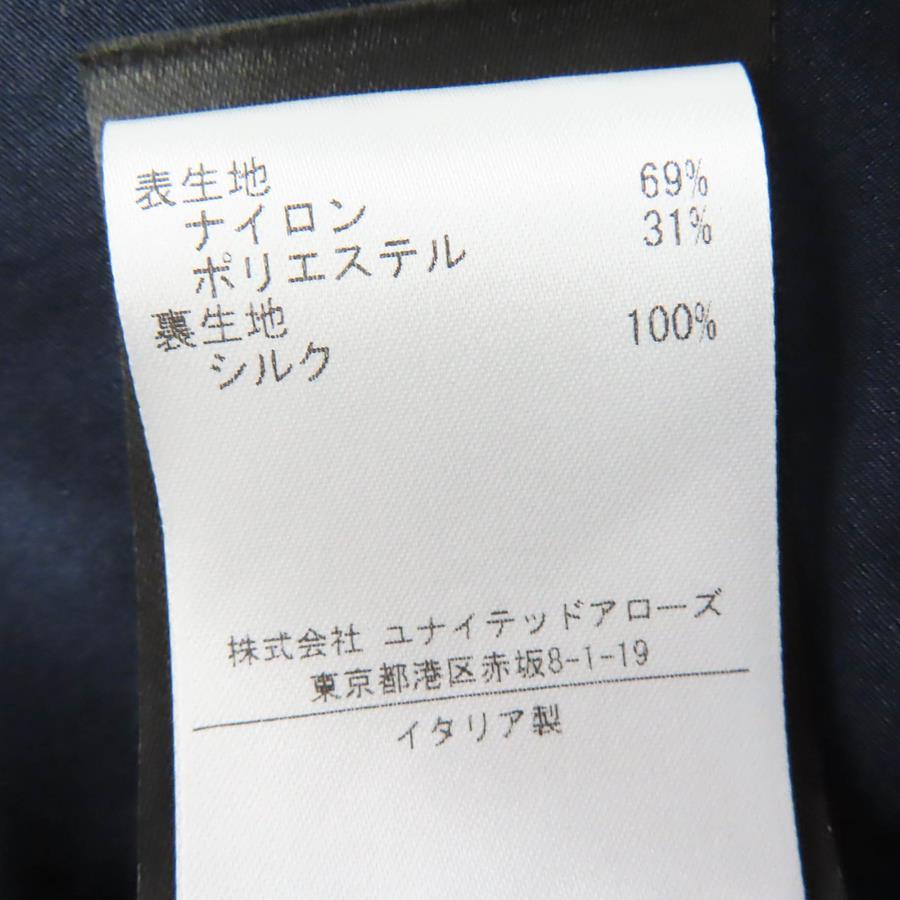 表生地
ナイロン 69%
ポリエステル 31%
裏生地
シルク 100%
株式会社 ユナイテッドアローズ
東京都港区赤坂8-1-19
イタリア製